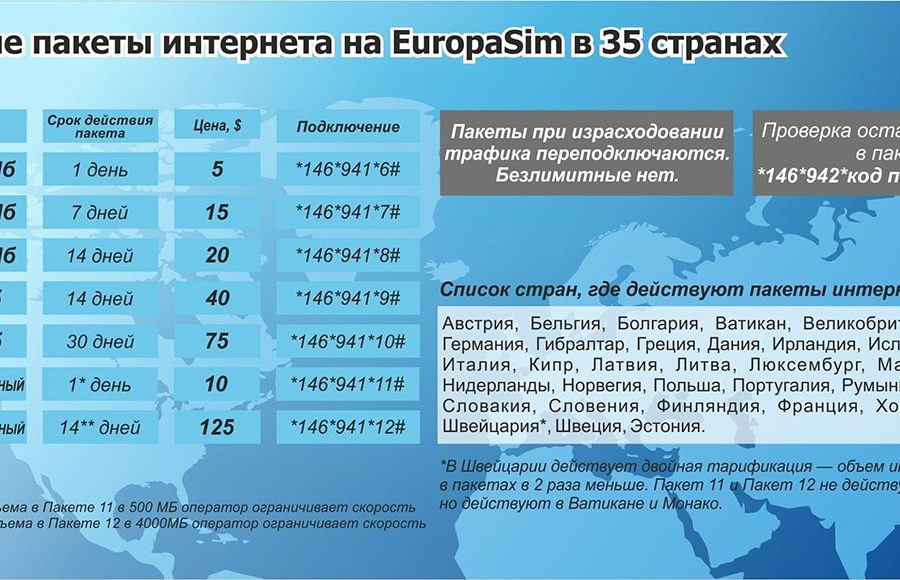 ие пакеты интернета на EuropaSim в 35 странах
Срок действия пакета Цена, $ Подключение
Мб 1 день 5 *146*941*6#
Мб 7 дней 15 *146*941*7#
Мб 14 дней 20 *146*941*8#
б 14 дней 40 *146*941*9#
б 30 дней 75 *146*941*10#
ный 1* день 10 *146*941*11#
ный 14** дней 125 *146*941*12#
ъема в Пакете 11 в 500 МБ оператор ограничивает скорость
ъема в Пакете 12 в 4000МБ оператор ограничивает скорость
Пакеты при израсходовании
трафика переподключаются.
Безлимитные нет.
Проверка оста
в пак
*146*942*код п
Список стран, где действуют пакеты интерн
Австрия, Бельгия, Болгария, Ватикан, Великобрит
Германия, Гибралтар, Греция, Дания, Ирландия, Исл
Италия, Кипр, Латвия, Литва, Люксембург, Ма
Нидерланды, Норвегия, Польша, Португалия, Румын
Словакия, Словения, Финляндия, Франция, Хо
Швейцария*, Швеция, Эстония.
*В Швейцарии действует двойная тарификация — объем и
в пакетах в 2 раза меньше. Пакет 11 и Пакет 12 не действу
но действуют в Ватикане и Монако.